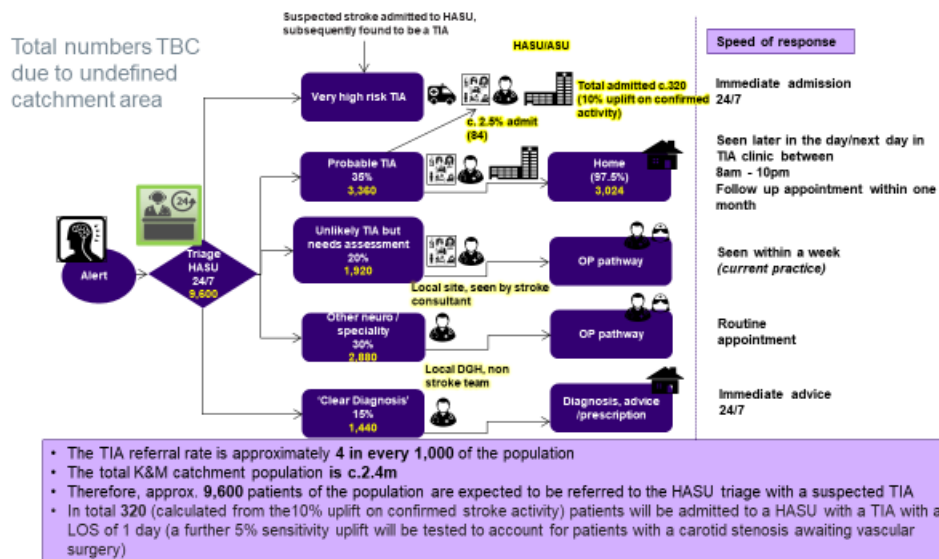 Total numbers TBC
due to undefined
catchment area
Suspected stroke admitted to HASU,
subsequently found to be a TIA
HASU/ASU
Speed of response
Very high risk TIA
Total admitted c.320
(10% uplift on confirmed
activity)
Immediate admission
24/7
c. 2.5% admit
(84)
Probable TIA
35%
3,360
Home
(97.5%)
3,024
Seen later in the day/next day in
TIA clinic between
8am - 10pm
Follow up appointment within one
month
24
Alert
Triage
HASU
24/7
9,600
Unlikely TIA but
needs assessment
20%
1,920
OP pathway
Seen within a week
(current practice)
Local site, seen by stroke
consultant
Other neuro /
speciality
30%
2,880
OP pathway
Routine
appointment
Local DGH, non
stroke team
'Clear Diagnosis'
15%
1,440
Diagnosis, advice
/prescription
Immediate advice
24/7
• The TIA referral rate is approximately 4 in every 1,000 of the population
• The total K&M catchment population is c.2.4m
• Therefore, approx. 9,600 patients of the population are expected to be referred to the HASU triage with a suspected TIA
• In total 320 (calculated from the10% uplift on confirmed stroke activity) patients will be admitted to a HASU with a TIA with a
LOS of 1 day (a further 5% sensitivity uplift will be tested to account for patients with a carotid stenosis awaiting vascular
surgery)